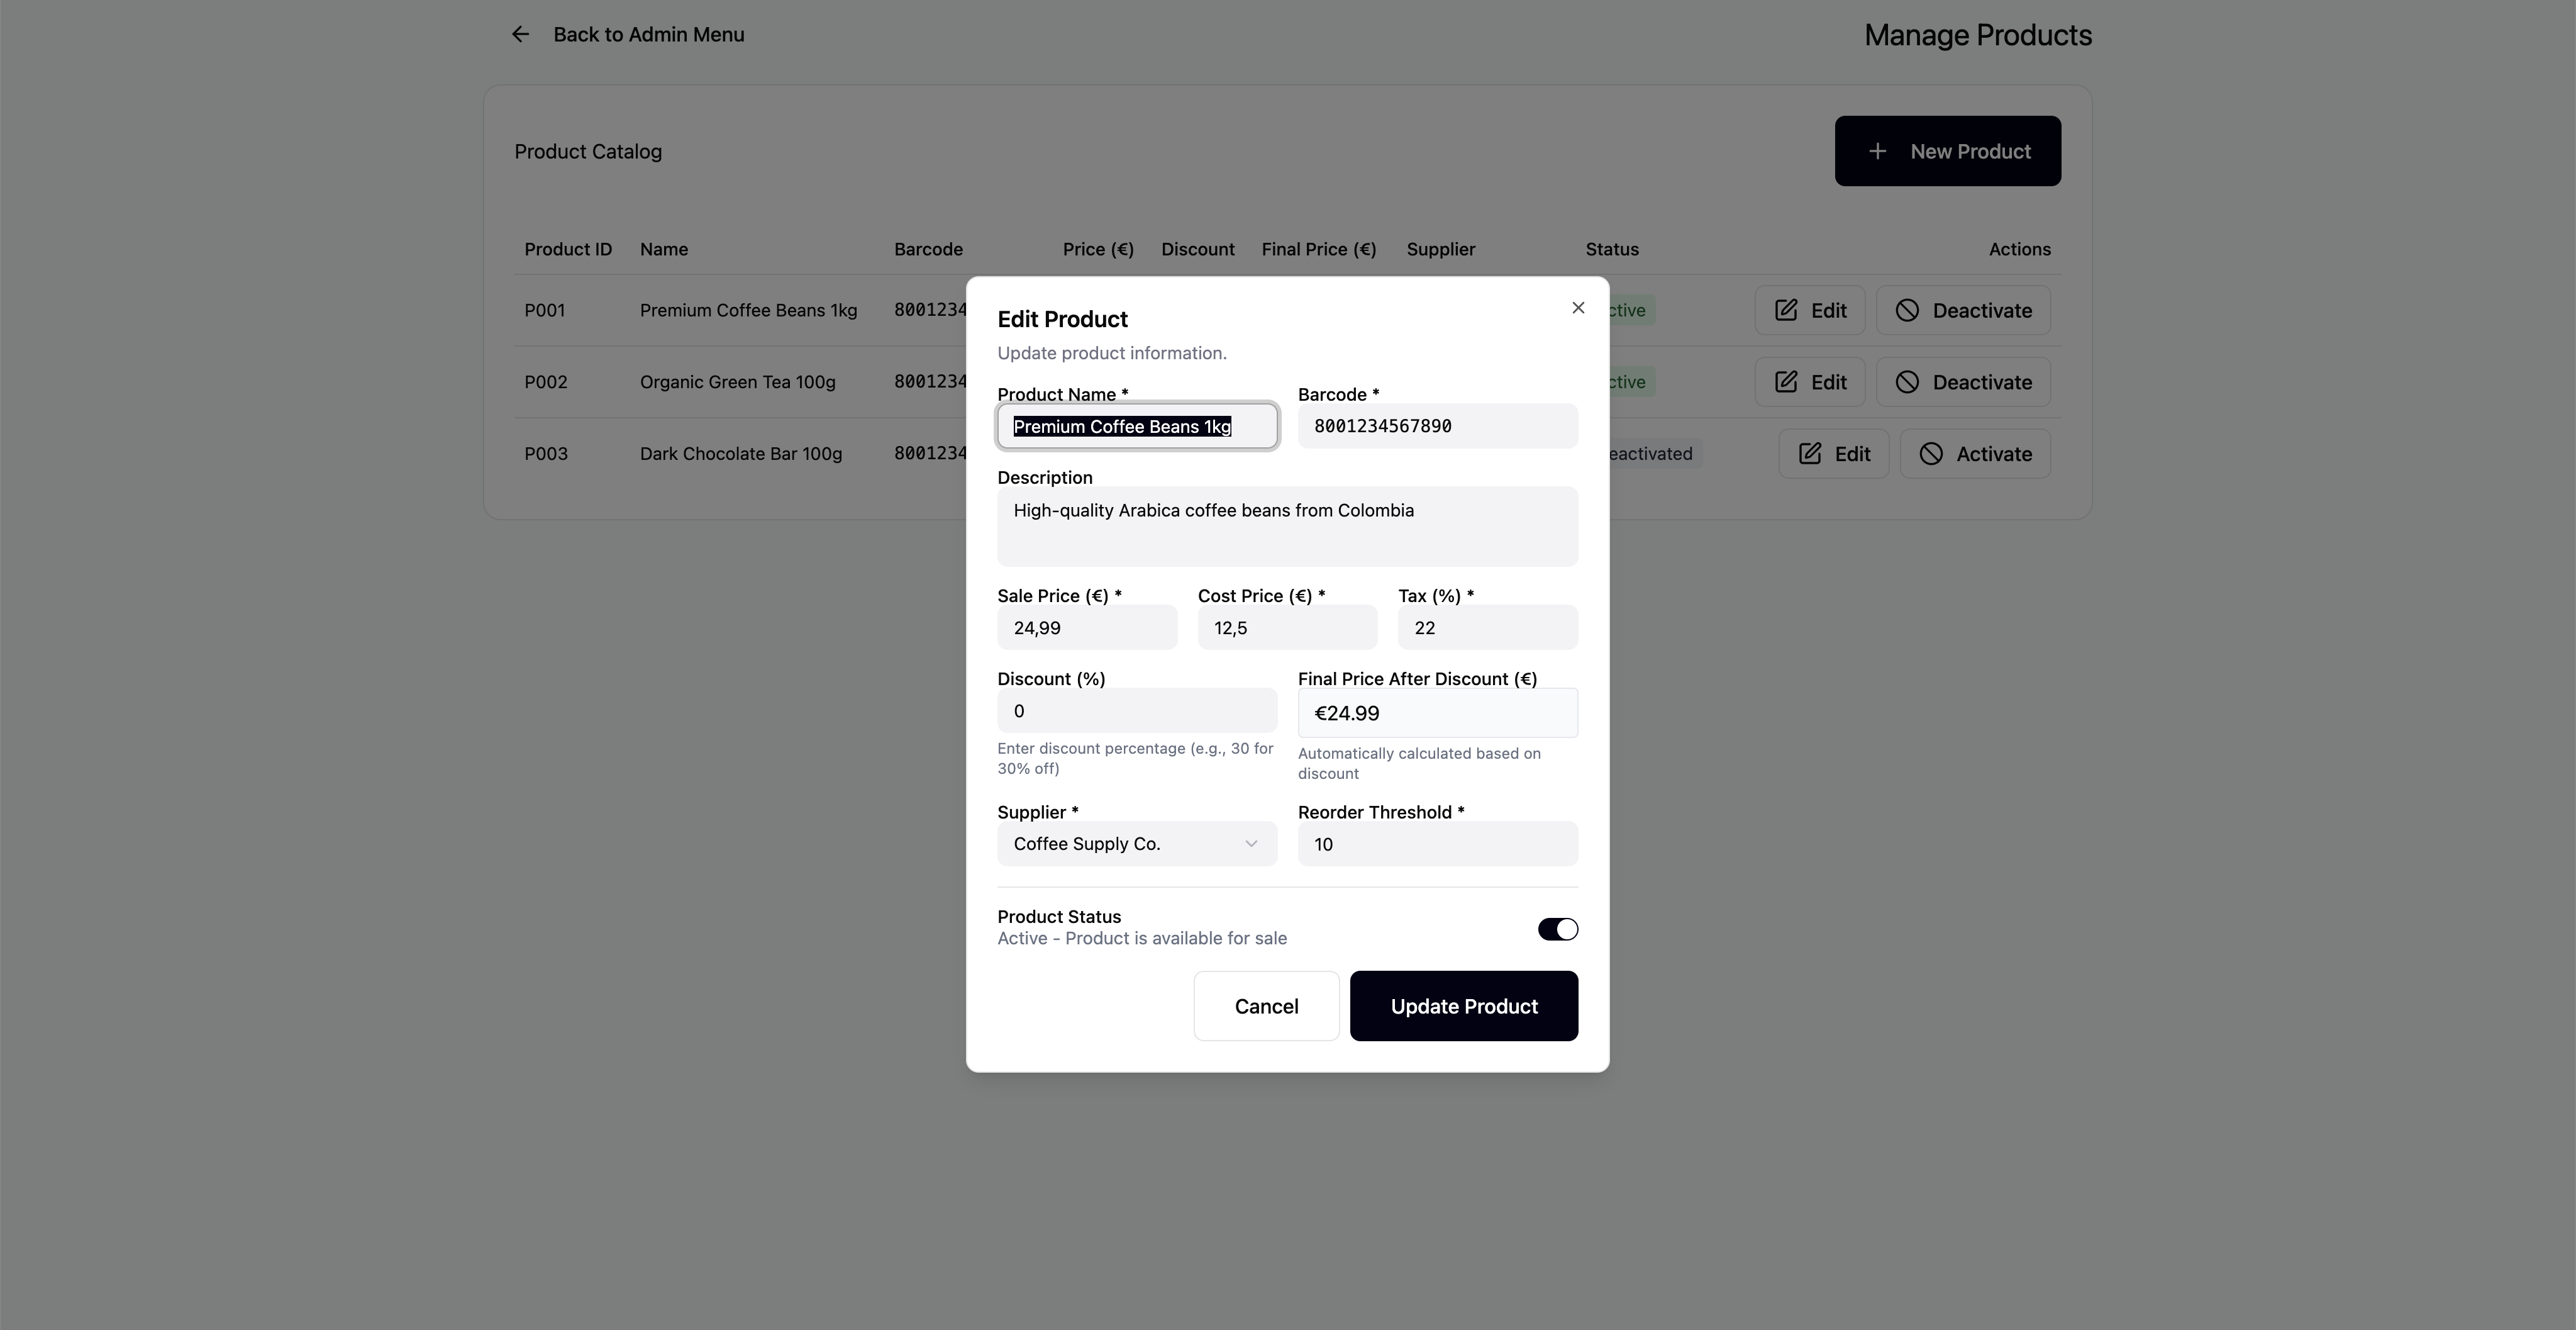 Back to Admin Menu
Manage Products
Product Catalog
New Product
Product ID Name Barcode Price (€) Discount Final Price (€) Supplier Status Actions
P001 Premium Coffee Beans 1kg 8001234 ctive Edit Deactivate
P002 Organic Green Tea 100g 8001234 ctive Edit Deactivate
P003 Dark Chocolate Bar 100g 8001234 eactivated Edit Activate
Edit Product
Update product information.
Product Name * Barcode *
Premium Coffee Beans 1kg 8001234567890
Description
High-quality Arabica coffee beans from Colombia
Sale Price (€) * Cost Price (€) * Tax (%) *
24,99 12,5 22
Discount (%) Final Price After Discount (€)
0 €24.99
Enter discount percentage (e.g., 30 for
30% off)
Automatically calculated based on
discount
Supplier * Reorder Threshold *
Coffee Supply Co. 10
Product Status
Active - Product is available for sale
Cancel Update Product